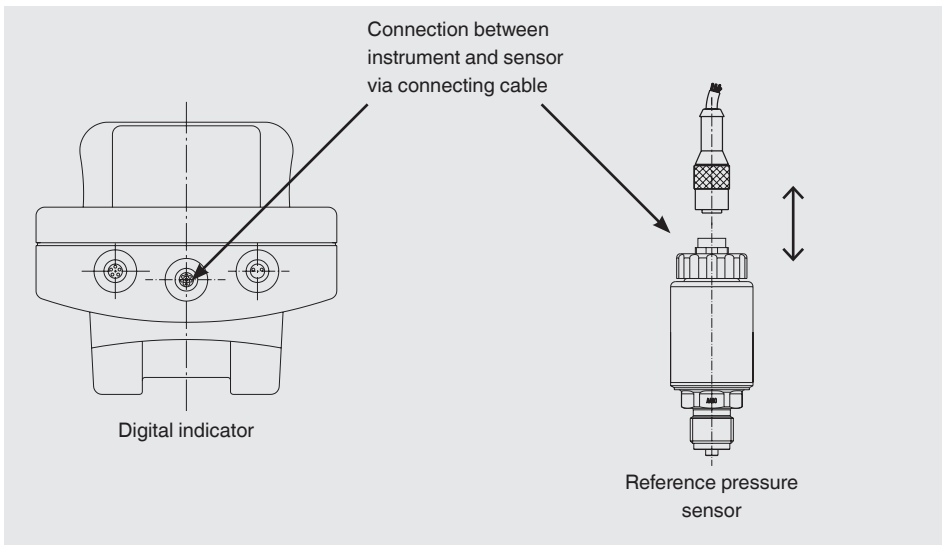 Connection between
instrument and sensor
via connecting cable
Digital indicator
Reference pressure
sensor